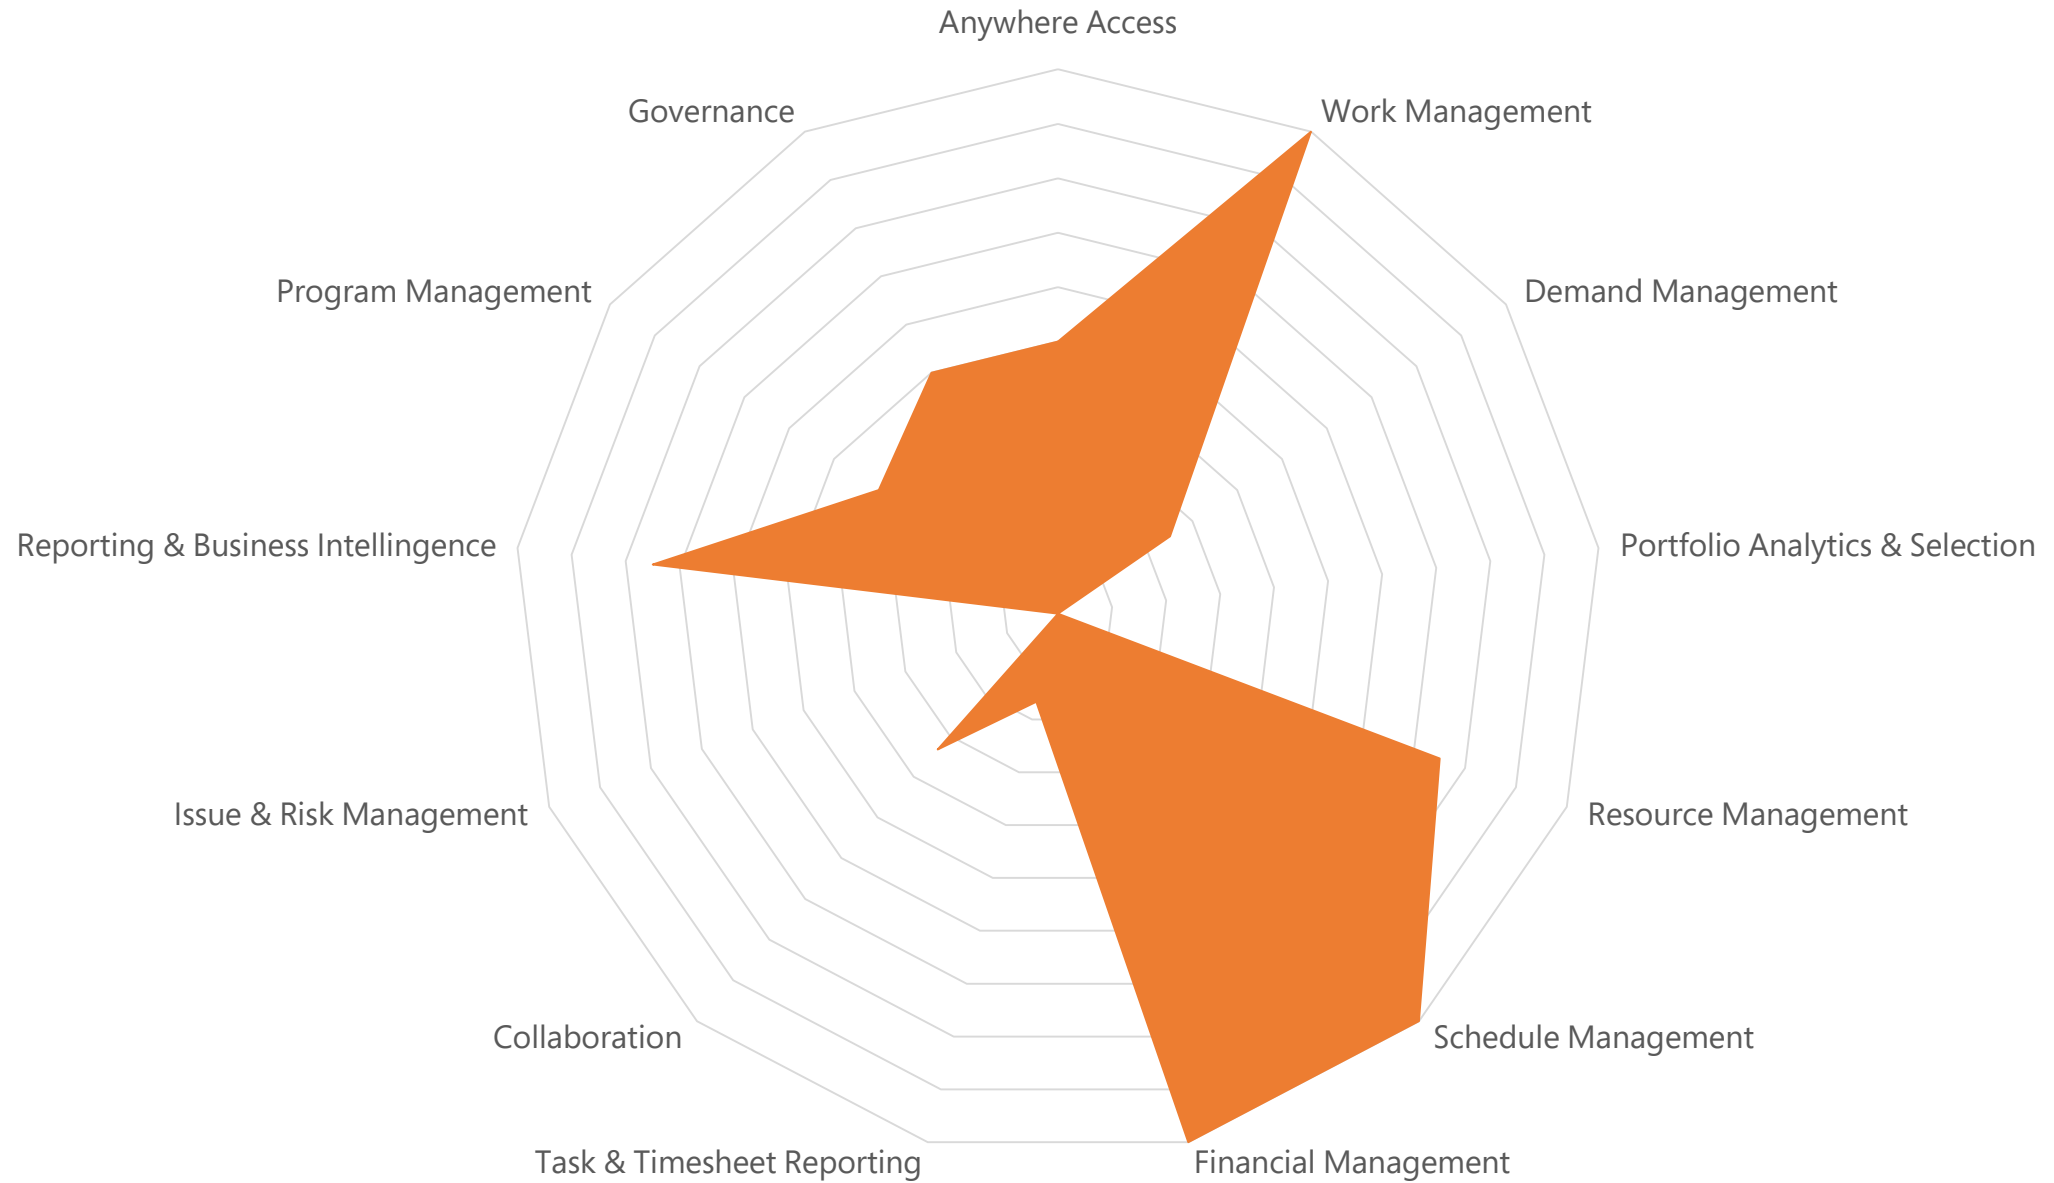 Anywhere Access
Governance
Work Management
Program Management
Demand Management
Reporting & Business Intellingence
Portfolio Analytics & Selection
Issue & Risk Management
Resource Management
Collaboration
Schedule Management
Task & Timesheet Reporting
Financial Management